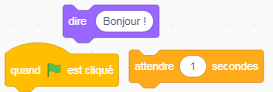 dire Bonjour !
quand est cliqué
attendre 1 secondes